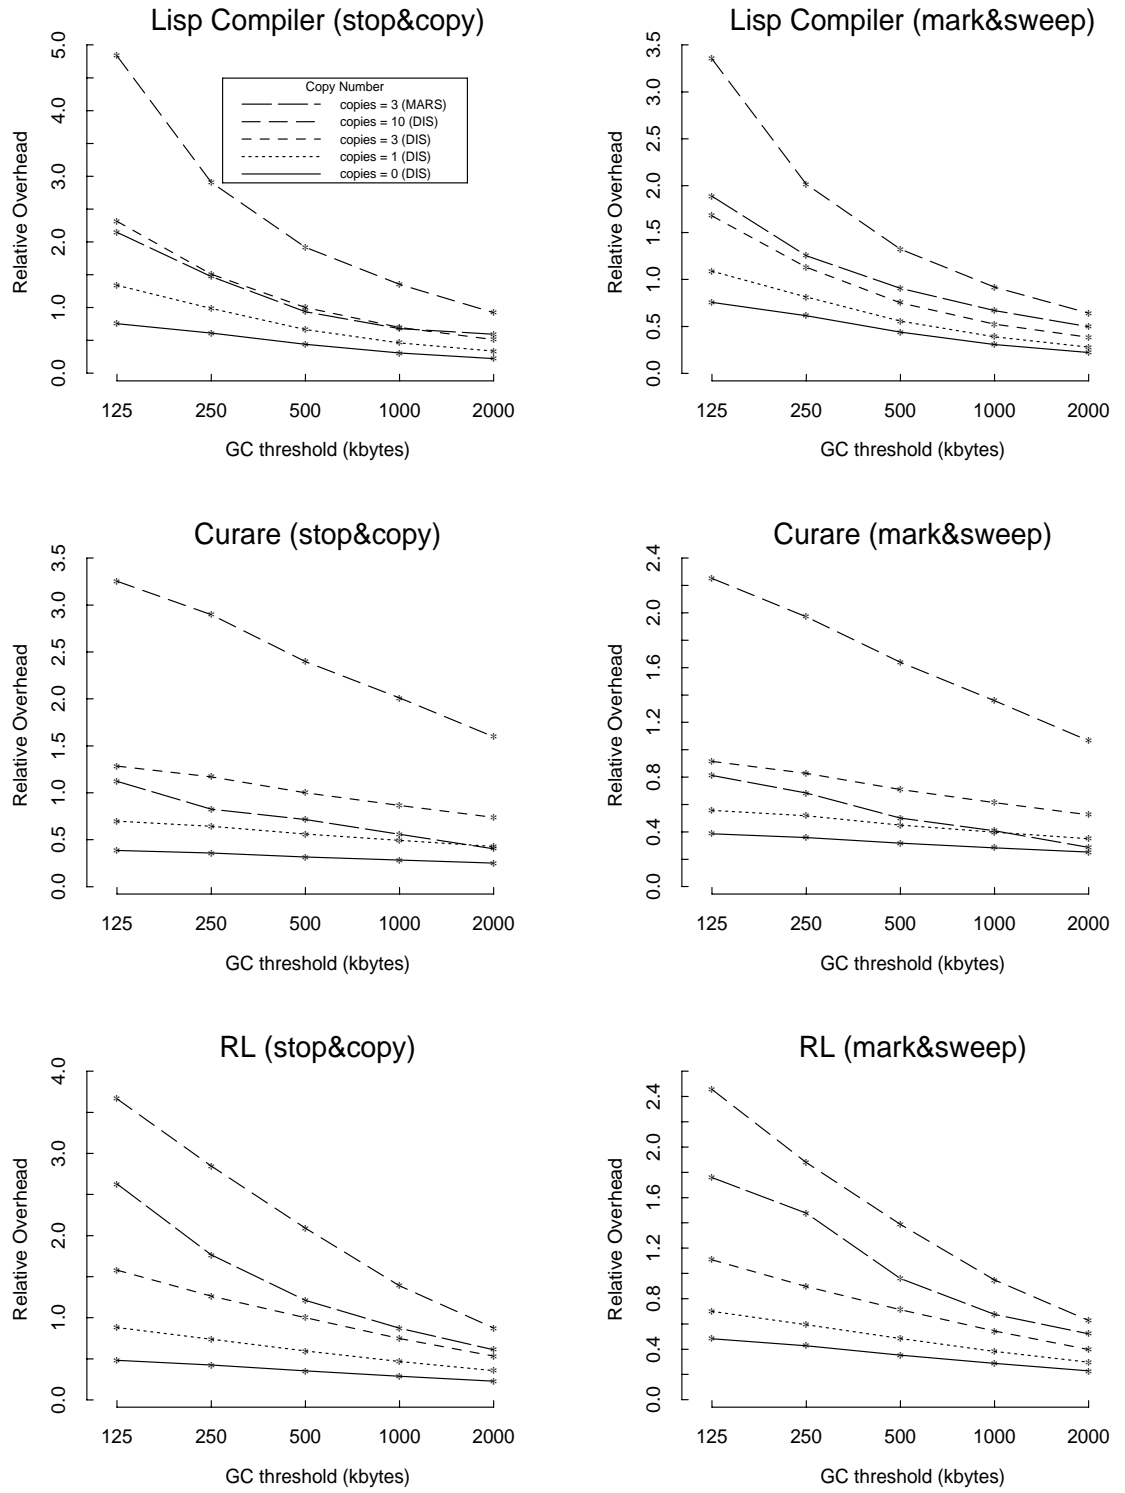 Lisp Compiler (stop&copy)
Relative Overhead
5.0
4.0
3.0
2.0
1.0
0.0
Copy Number
copies = 3 (MARS)
copies = 10 (DIS)
copies = 3 (DIS)
copies = 1 (DIS)
copies = 0 (DIS)
125 250 500 1000 2000
GC threshold (kbytes)
Lisp Compiler (mark&sweep)
Relative Overhead
3.5
3.0
2.5
2.0
1.5
1.0
0.5
0.0
125 250 500 1000 2000
GC threshold (kbytes)
Curare (stop&copy)
Relative Overhead
3.5
3.0
2.5
2.0
1.5
1.0
0.5
0.0
125 250 500 1000 2000
GC threshold (kbytes)
Curare (mark&sweep)
Relative Overhead
2.4
2.0
1.6
1.2
0.8
0.4
0.0
125 250 500 1000 2000
GC threshold (kbytes)
RL (stop&copy)
Relative Overhead
4.0
3.0
2.0
1.0
0.0
125 250 500 1000 2000
GC threshold (kbytes)
RL (mark&sweep)
Relative Overhead
2.4
2.0
1.6
1.2
0.8
0.4
0.0
125 250 500 1000 2000
GC threshold (kbytes)